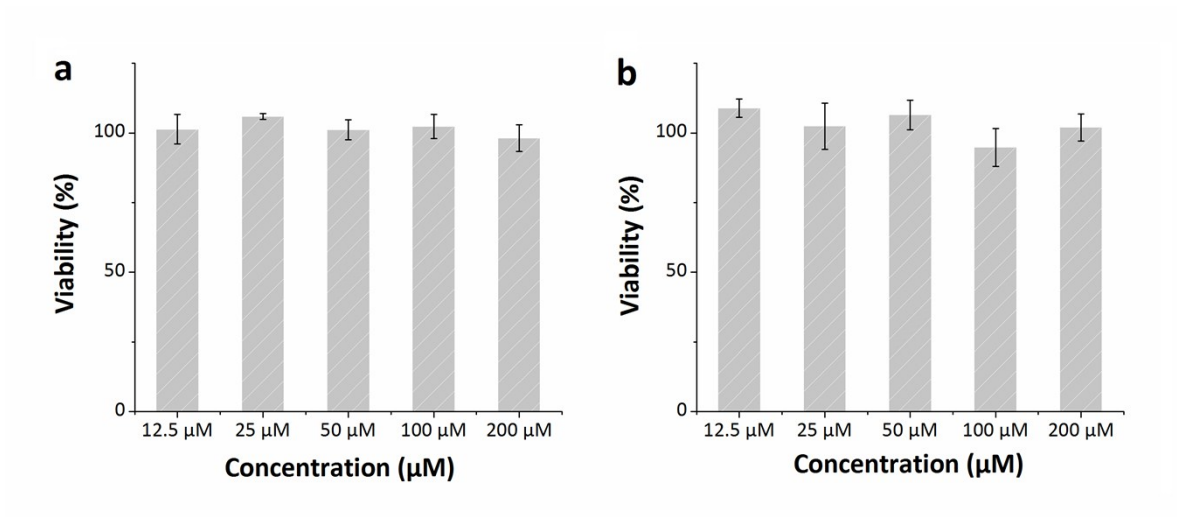 a
100
50
0
Viability (%)
12.5 µM 25 µM 50 µM 100 µM 200 µM
Concentration (µM)
b
100
50
0
Viability (%)
12.5 µM 25 µM 50 µM 100 µM 200 µM
Concentration (µM)